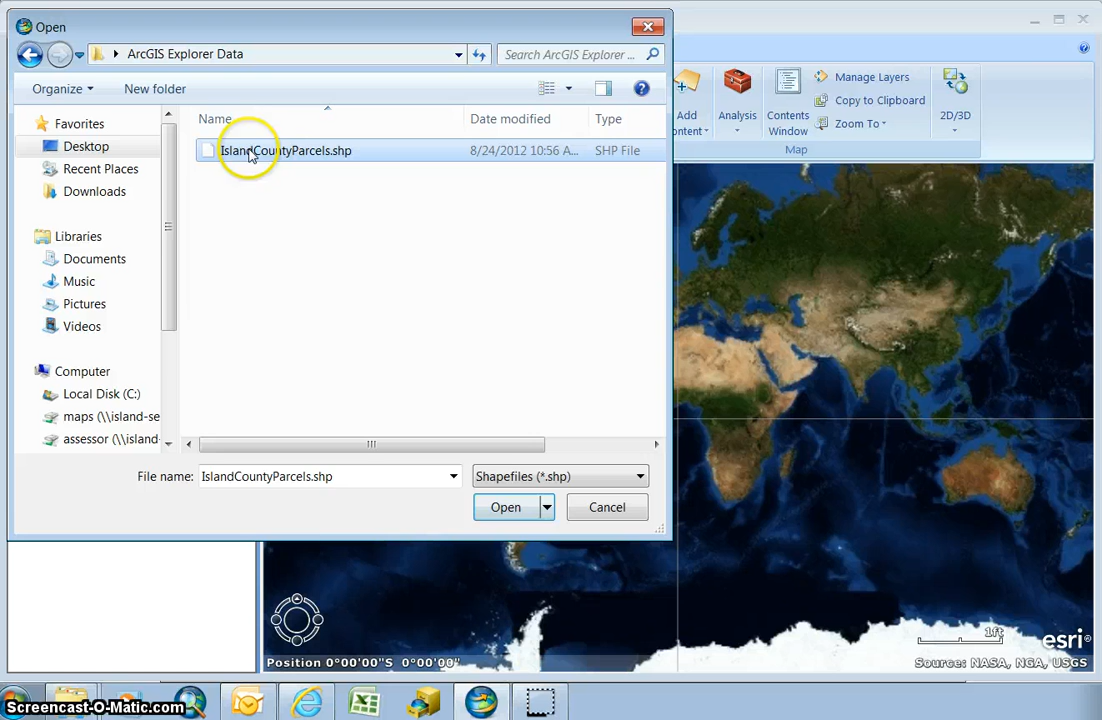 Open
ArcGIS Explorer Data
Search ArcGIS Explorer ...
Organize
New folder
Name
Date modified
Type
Favorites
Desktop
Recent Places
Downloads
Libraries
Documents
Music
Pictures
Videos
Computer
Local Disk (C:)
maps (\\island-se
assessor (\\island-
IslandCountyParcels.shp
8/24/2012 10:56 A...
SHP File
File name:
IslandCountyParcels.shp
Shapefiles (*.shp)
Open
Cancel
Add
ontent
Analysis
Contents
Window
Manage Layers
Copy to Clipboard
Zoom To
2D/3D
Map
Position 0°00'00"S 0°00'00"
1ft
esri
Sources: NASA, NGA, USGS
Screencast-O-Matic.com